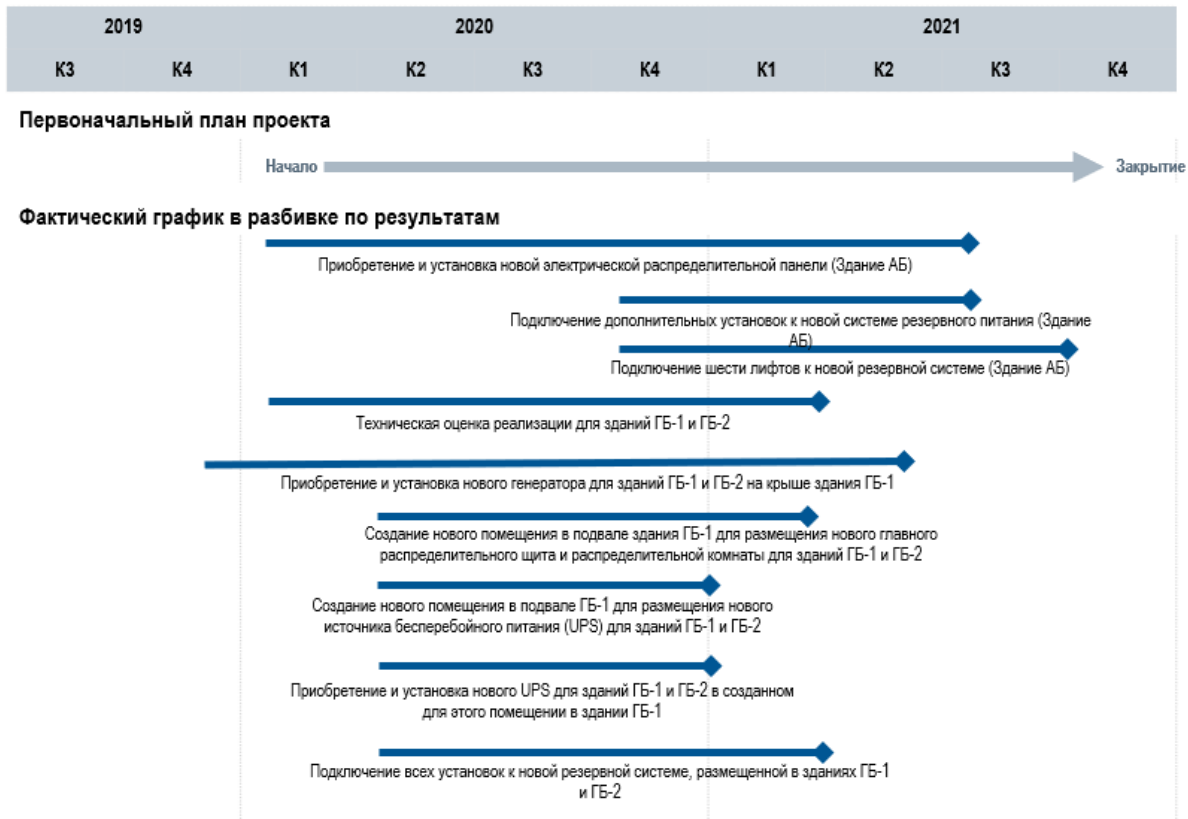 2019 2020 2021
К3 К4 К1 К2 К3 К4 К1 К2 К3 К4
Первоначальный план проекта
Начало Закрытие
Фактический график в разбивке по результатам
Приобретение и установка новой электрической распределительной панели (Здание АБ)
Подключение дополнительных установок к новой системе резервного питания (Здание
АБ)
Подключение шести лифтов к новой резервной системе (Здание АБ)
Техническая оценка реализации для зданий ГБ-1 и ГБ-2
Приобретение и установка нового генератора для зданий ГБ-1 и ГБ-2 на крыше здания ГБ-1
Создание нового помещения в подвале здания ГБ-1 для размещения нового главного
распределительного щита и распределительной комнаты для зданий ГБ-1 и ГБ-2
Создание нового помещения в подвале ГБ-1 для размещения нового
источника бесперебойного питания (UPS) для зданий ГБ-1 и ГБ-2
Приобретение и установка нового UPS для зданий ГБ-1 и ГБ-2 в созданном
для этого помещении в здании ГБ-1
Подключение всех установок к новой резервной системе, размещенной в зданиях ГБ-1
и ГБ-2